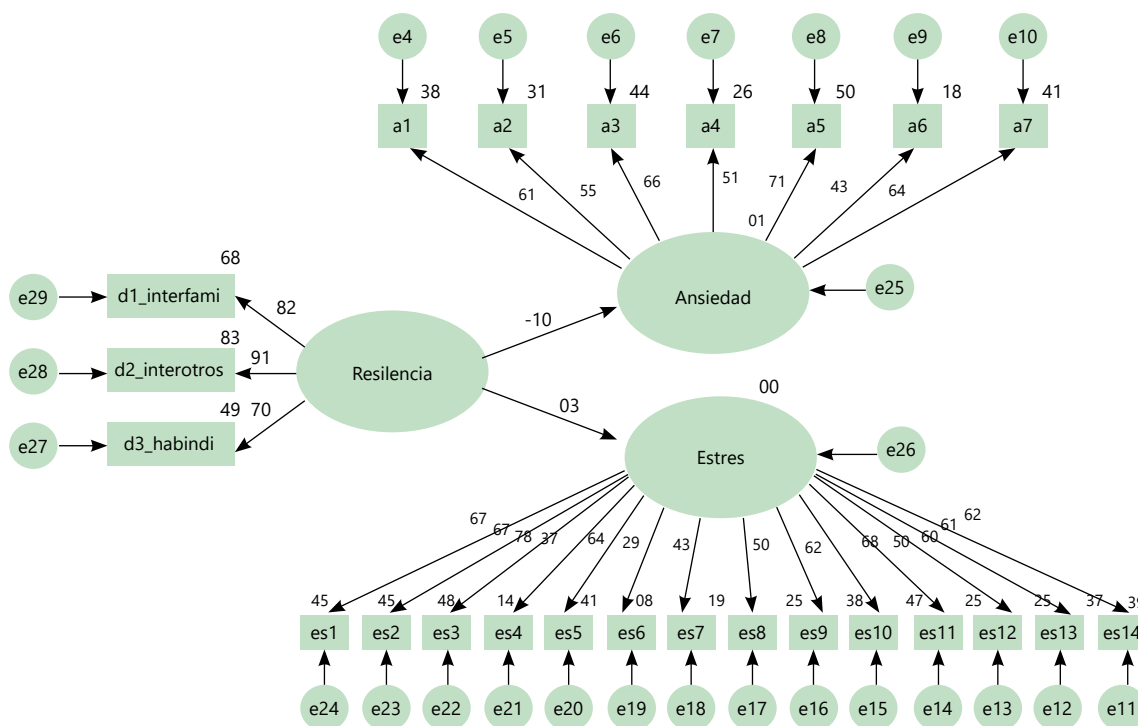 e4 e5 e6 e7 e8 e9 e10
38 31 44 26 50 18 41
a1 a2 a3 a4 a5 a6 a7
61 55 66 51 71 43 64
01
68
e29 d1_interfami
82
Ansiedad e25
-10
83
e28 d2_interotros 91
Resilencia
00
49 70
03
e27 d3_habindi
Estres e26
67 67 78 37 64 29 43 50 62 68 50 60 61 62
45 45 48 14 41 08 19 25 38 47 25 25 37 39
es1 es2 es3 es4 es5 es6 es7 es8 es9 es10 es11 es12 es13 es14
e24 e23 e22 e21 e20 e19 e18 e17 e16 e15 e14 e13 e12 e11